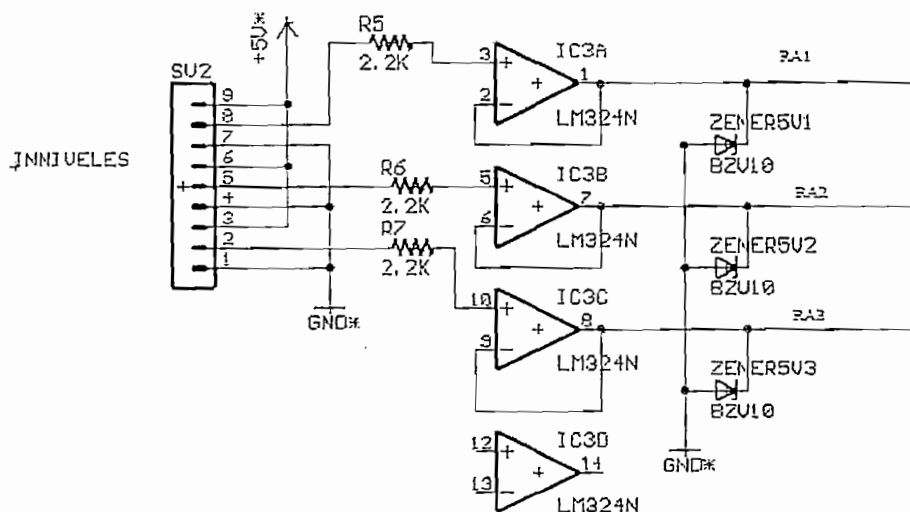 +5V*
SV2
9
8
7
6
5
4
3
2
1
INNIVELES
GND*
R5
2.2K
R6
2.2K
R7
2.2K
3
2
1
IC3A
LM324N
5
6
7
IC3B
LM324N
10
9
8
IC3C
LM324N
12
13
14
IC3D
LM324N
RA1
ZENER5V1
BZV10
RA2
ZENER5V2
BZV10
RA3
ZENER5V3
BZV10
GND*